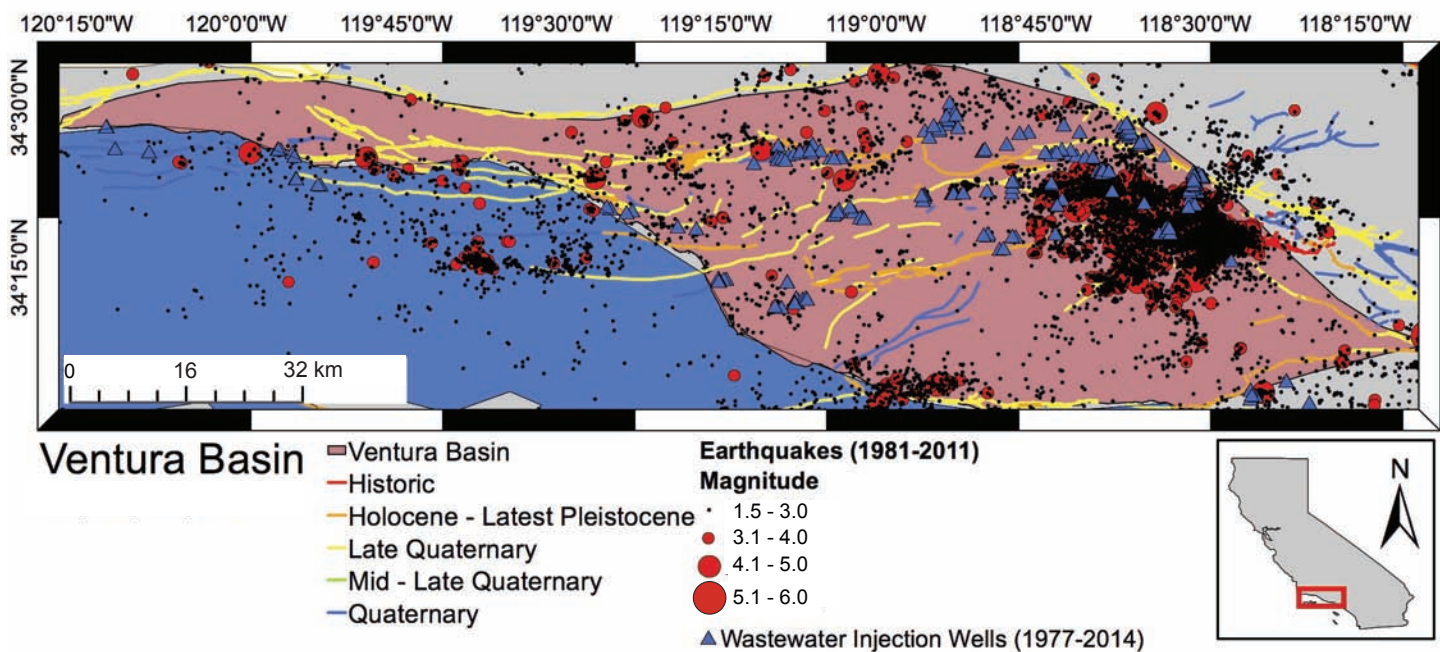 120°15'0"W 120°0'0"W 119°45'0"W 119°30'0"W 119°15'0"W 119°0'0"W 118°45'0"W 118°30'0"W 118°15'0"W
34°30'0"N
34°15'0"N
0 16 32 km
Ventura Basin
Ventura Basin
Historic
Holocene - Latest Pleistocene
Late Quaternary
Mid - Late Quaternary
Quaternary
Earthquakes (1981-2011)
Magnitude
1.5 - 3.0
3.1 - 4.0
4.1 - 5.0
5.1 - 6.0
Wastewater Injection Wells (1977-2014)
N